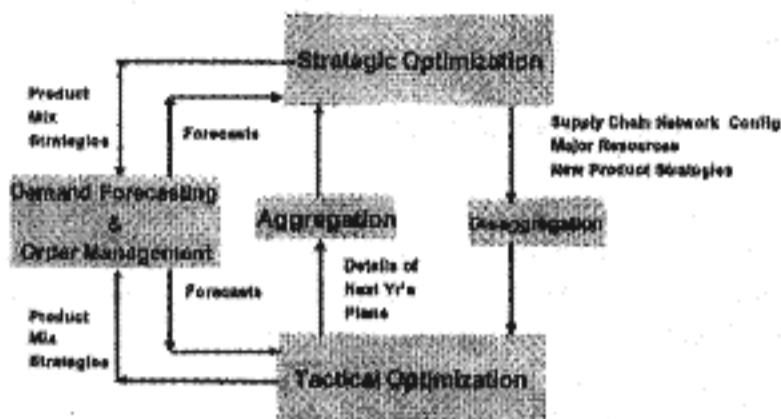 Strategic Optimization
Product
Mix
Strategies
Forecasts
Supply Chain Network Config
Major Resources
New Product Strategies
Demand Forecasting
&
Order Management
Aggregation
Disaggregation
Forecasts
Details of
Next Yr's
Plans
Product
Mix
Strategies
Tactical Optimization